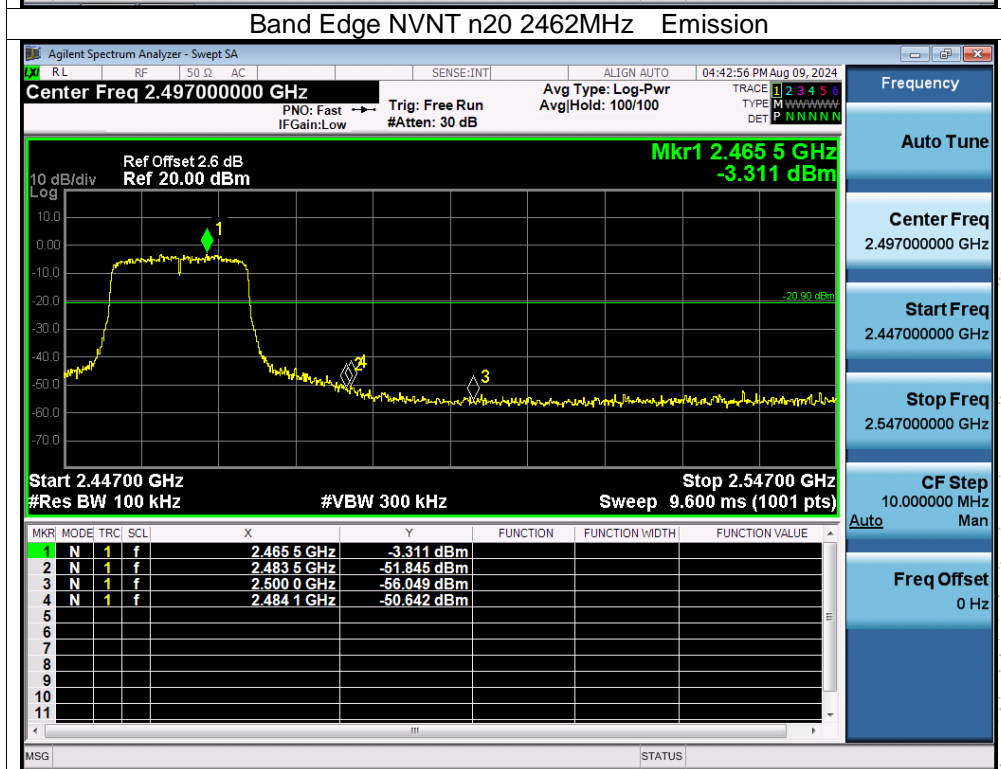 Band Edge NVNT n20 2462MHz Emission
Agilent Spectrum Analyzer - Swept SA
LXI RL RF 50 Ω AC SENSE:INT ALIGN AUTO 04:42:56 PM Aug 09, 2024
Center Freq 2.497000000 GHz
PNO: Fast
IFGain:Low
Trig: Free Run
#Atten: 30 dB
Avg Type: Log-Pwr
Avg|Hold: 100/100
TRACE 1 2 3 4 5 6
TYPE M WWWWW
DET P N N N N N
Ref Offset 2.6 dB
10 dB/div Ref 20.00 dBm
Log
Mkr1 2.465 5 GHz
-3.311 dBm
10.0
0.00
-10.0
-20.0
-30.0
-40.0
-50.0
-60.0
-70.0
1
-20.90 dBm
2
4
3
Start 2.44700 GHz Stop 2.54700 GHz
#Res BW 100 kHz #VBW 300 kHz Sweep 9.600 ms (1001 pts)
MKR MODE TRC SCL X Y FUNCTION FUNCTION WIDTH FUNCTION VALUE
1 N 1 f 2.465 5 GHz -3.311 dBm
2 N 1 f 2.483 5 GHz -51.845 dBm
3 N 1 f 2.500 0 GHz -56.049 dBm
4 N 1 f 2.484 1 GHz -50.642 dBm
5
6
7
8
9
10
11
MSG STATUS
Frequency
Auto Tune
Center Freq
2.497000000 GHz
Start Freq
2.447000000 GHz
Stop Freq
2.547000000 GHz
CF Step
10.000000 MHz
Auto Man
Freq Offset
0 Hz